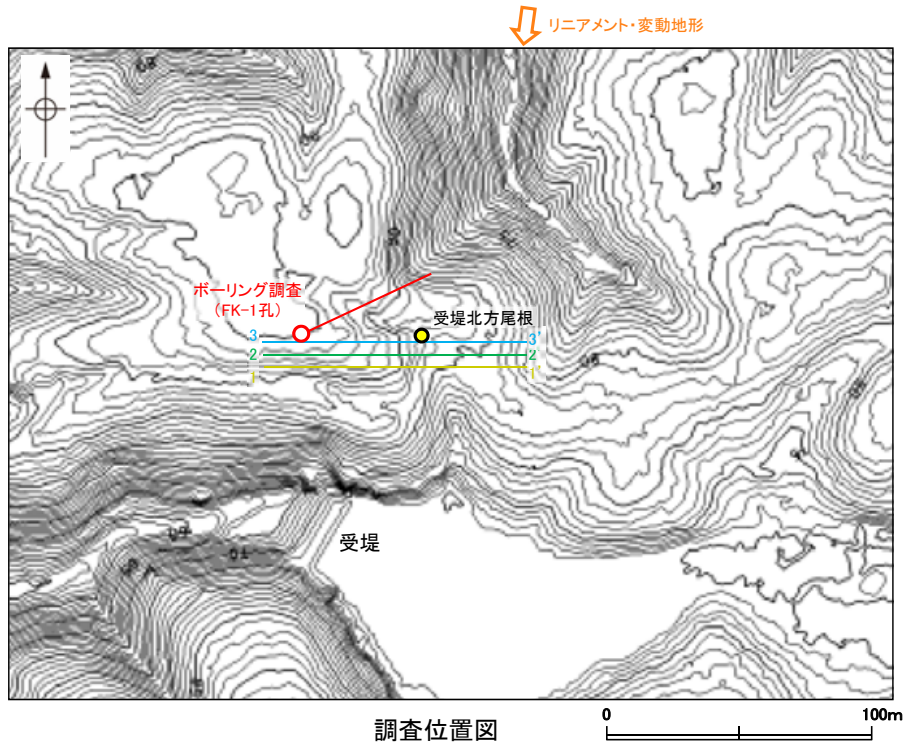 リニアメント・変動地形
ボーリング調査
(FK-1孔)
受堤北方尾根
3 3'
2 2'
1 1'
受堤
調査位置図
0 100m